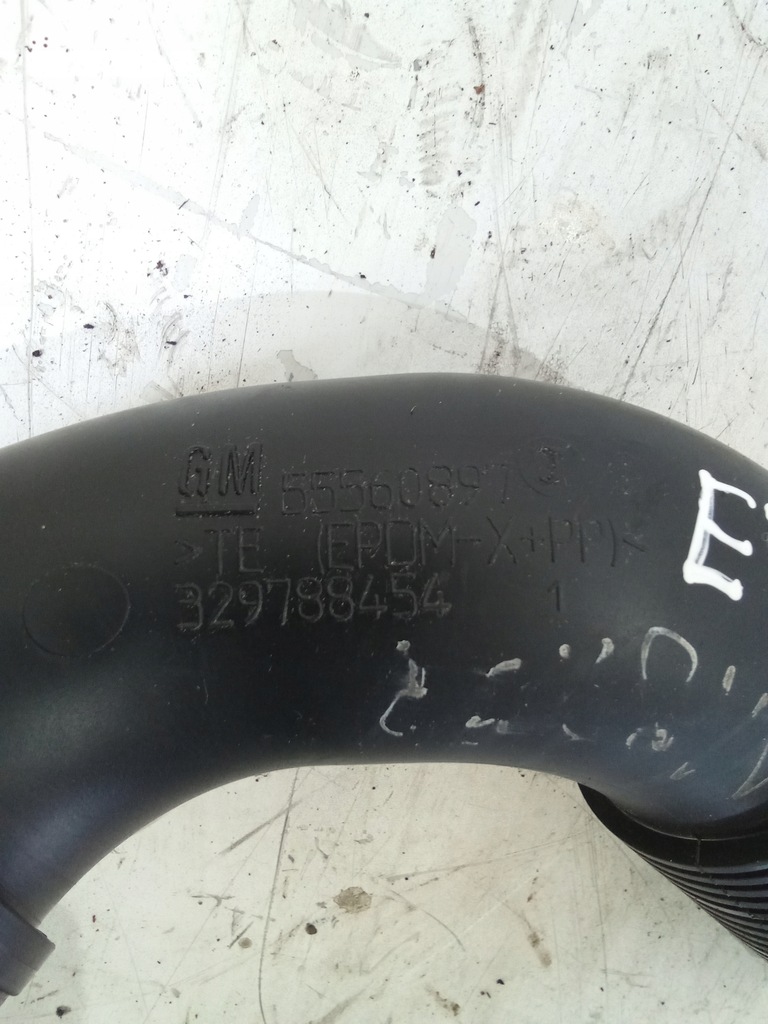 GM 55560897
>TE (EPDM-X+PP)<
329788454 1